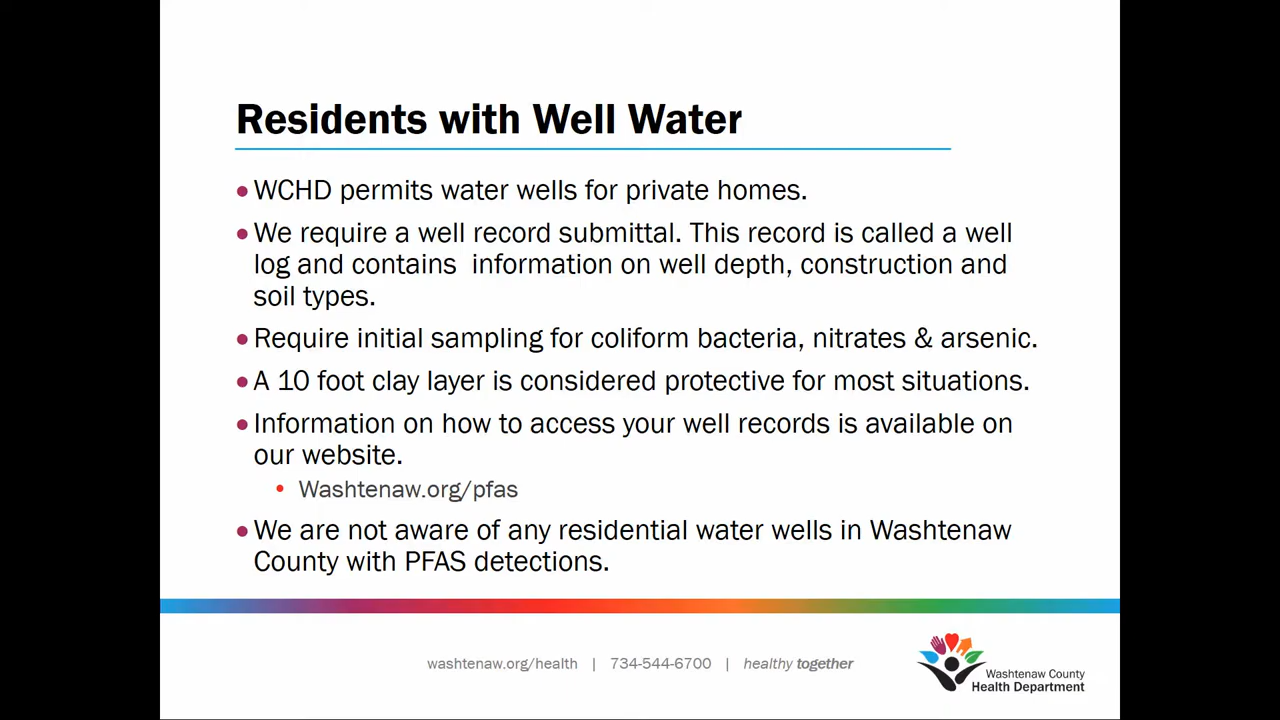 Residents with Well Water
•WCHD permits water wells for private homes.
•We require a well record submittal. This record is called a well
log and contains  information on well depth, construction and
soil types.
•Require initial sampling for coliform bacteria, nitrates & arsenic.
•A 10 foot clay layer is considered protective for most situations.
•Information on how to access your well records is available on
our website.
• Washtenaw.org/pfas
•We are not aware of any residential water wells in Washtenaw
County with PFAS detections.
washtenaw.org/health | 734-544-6700 | healthy together
Washtenaw County
Health Department